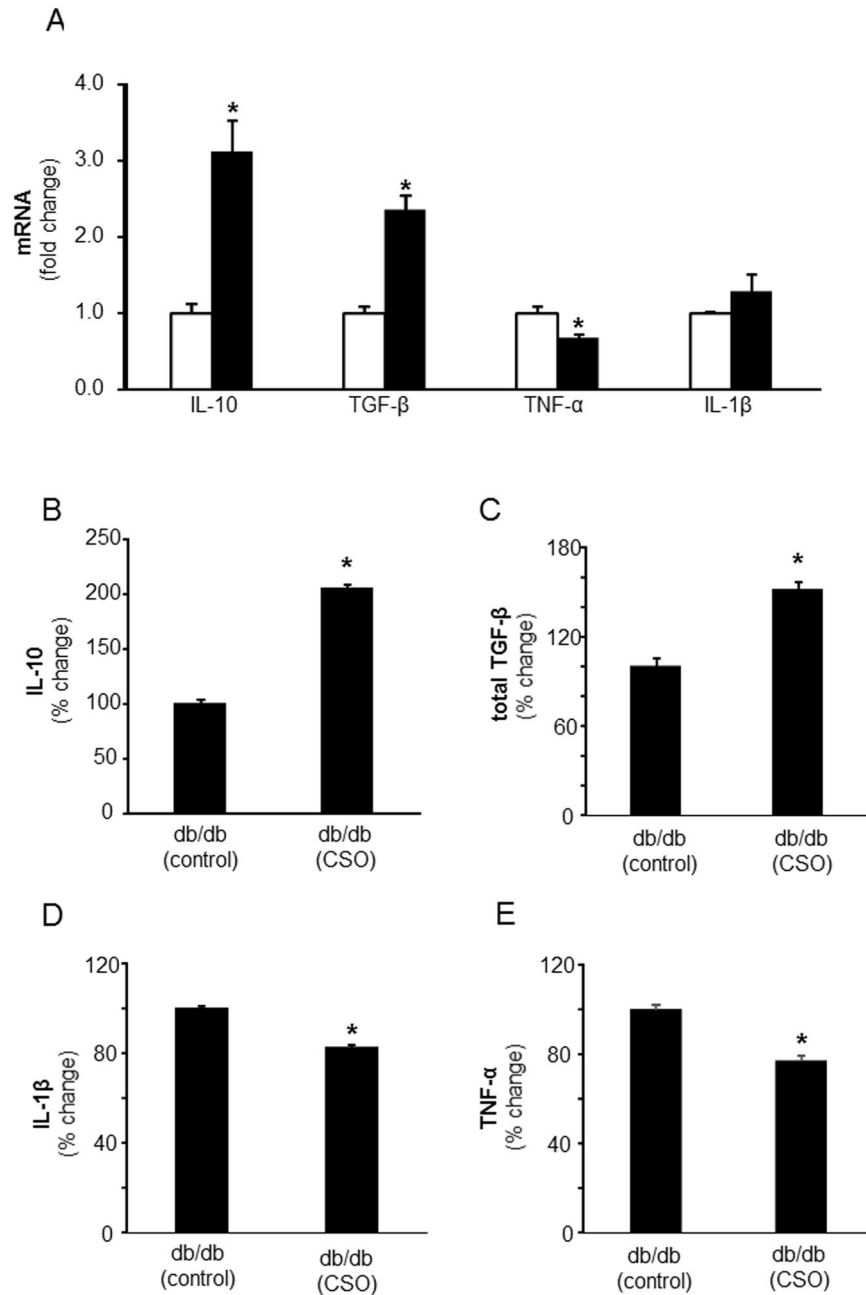 A
mRNA
(fold change)
4.0
3.0
2.0
1.0
0.0
*
*
*
IL-10 TGF-β TNF-α IL-1β
B
IL-10
(% change)
250
200
150
100
50
0
*
db/db db/db
(control) (CSO)
C
total TGF-β
(% change)
180
120
60
0
*
db/db db/db
(control) (CSO)
D
IL-1β
(% change)
120
80
40
0
*
db/db db/db
(control) (CSO)
E
TNF-α
(% change)
120
80
40
0
*
db/db db/db
(control) (CSO)